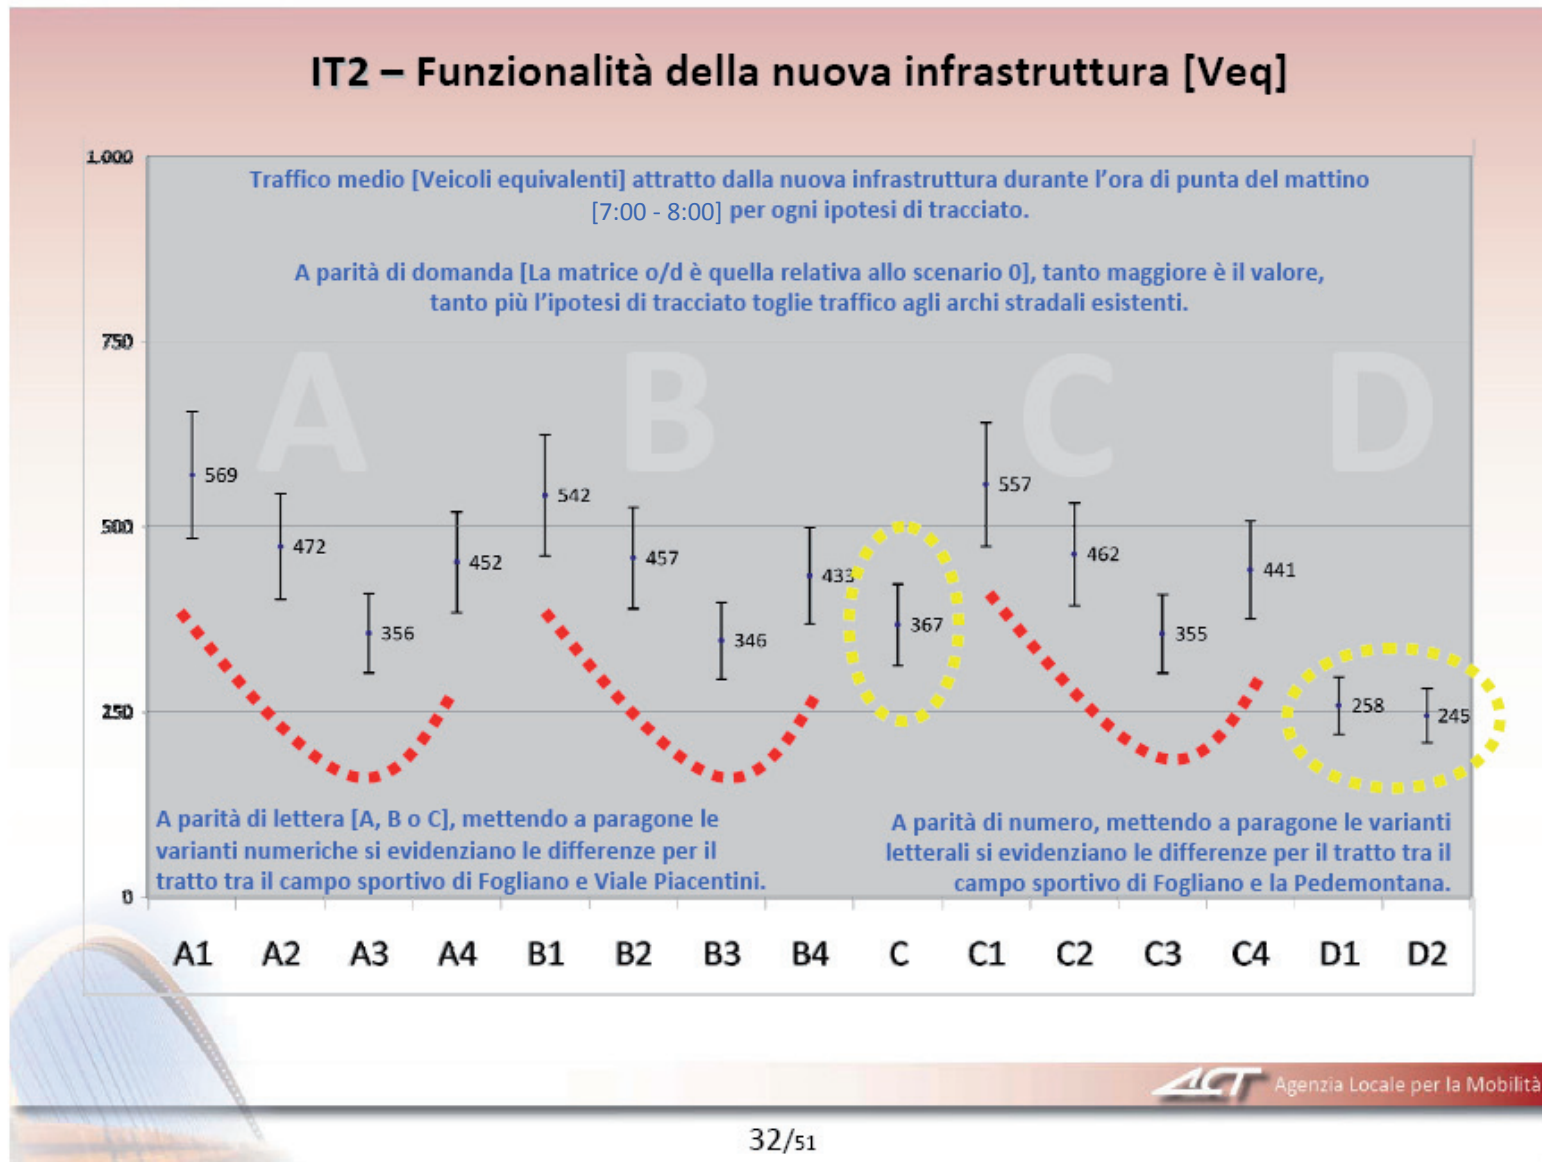 IT2 – Funzionalità della nuova infrastruttura [Veq]
1.000
Traffico medio [Veicoli equivalenti] attratto dalla nuova infrastruttura durante l'ora di punta del mattino
[7:00 - 8:00] per ogni ipotesi di tracciato.
A parità di domanda [La matrice o/d è quella relativa allo scenario 0], tanto maggiore è il valore,
tanto più l'ipotesi di tracciato toglie traffico agli archi stradali esistenti.
750
A B C D
569
542
557
500
472
452
457
433
462
441
356
346
367
355
250
258
245
A parità di lettera [A, B o C], mettendo a paragone le
varianti numeriche si evidenziano le differenze per il
tratto tra il campo sportivo di Fogliano e Viale Piacentini.
A parità di numero, mettendo a paragone le varianti
letterali si evidenziano le differenze per il tratto tra il
campo sportivo di Fogliano e la Pedemontana.
0
A1 A2 A3 A4 B1 B2 B3 B4 C C1 C2 C3 C4 D1 D2
ACT Agenzia Locale per la Mobilità
32/51